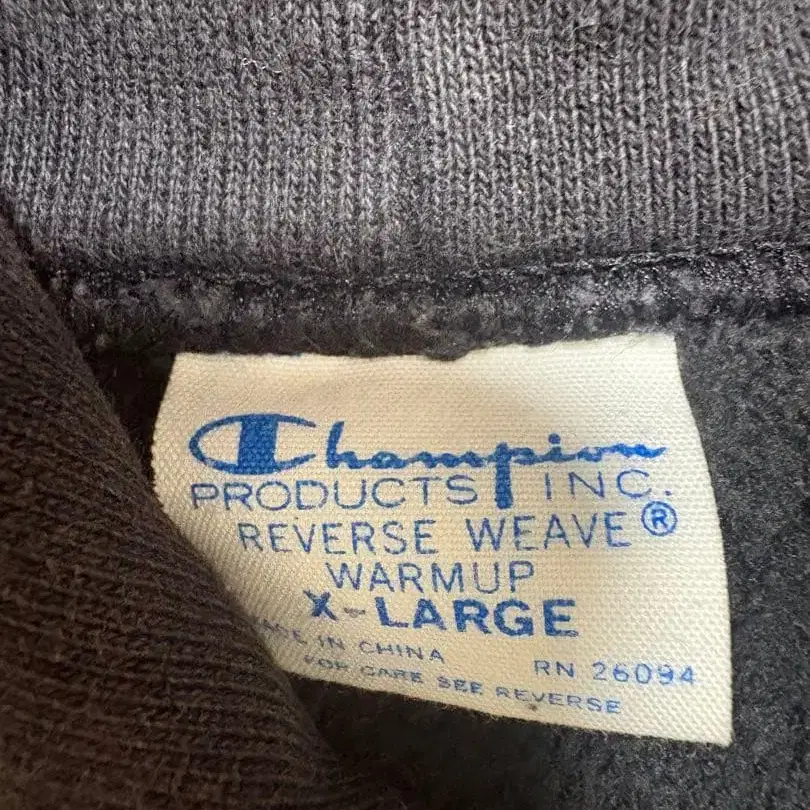 Champion
PRODUCTS INC.
REVERSE WEAVE®
WARMUP
X-LARGE
MADE IN CHINA
RN 26094
FOR CARE SEE REVERSE